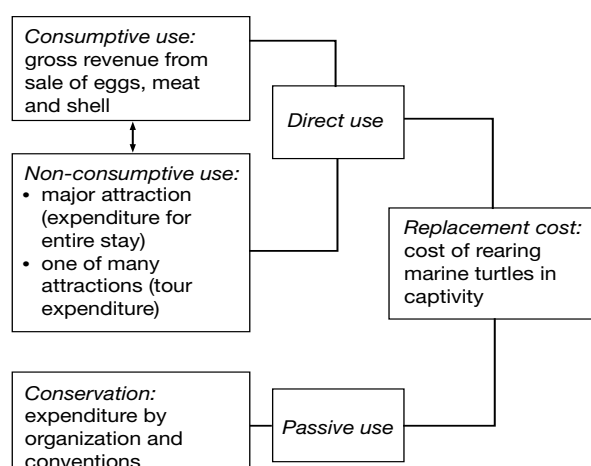 Consumptive use:
gross revenue from
sale of eggs, meat
and shell
Direct use
Non-consumptive use:
• major attraction
(expenditure for
entire stay)
• one of many
attractions (tour
expenditure)
Replacement cost:
cost of rearing
marine turtles in
captivity
Conservation:
expenditure by
organization and
conventions
Passive use